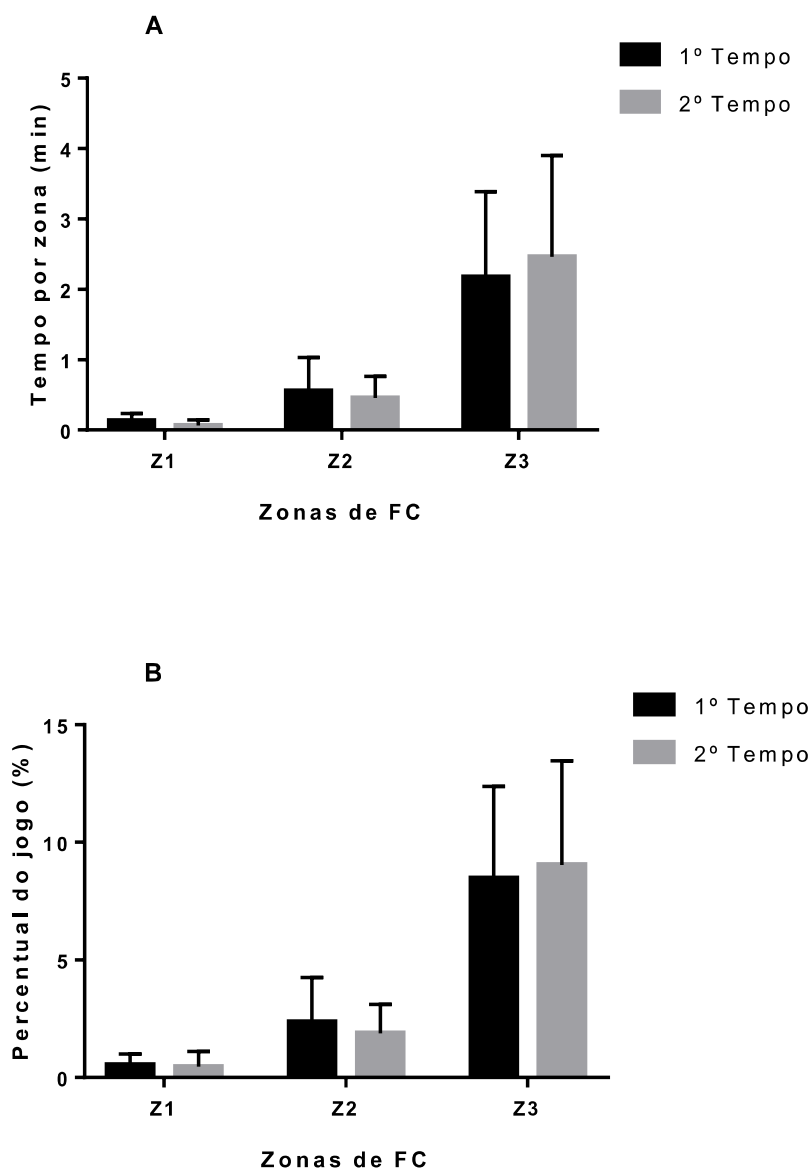 A
1º Tempo
2º Tempo
Tempo por zona (min)
5
4
3
2
1
0
Z1 Z2 Z3
Zonas de FC
B
1º Tempo
2º Tempo
Percentual do jogo (%)
15
10
5
0
Z1 Z2 Z3
Zonas de FC